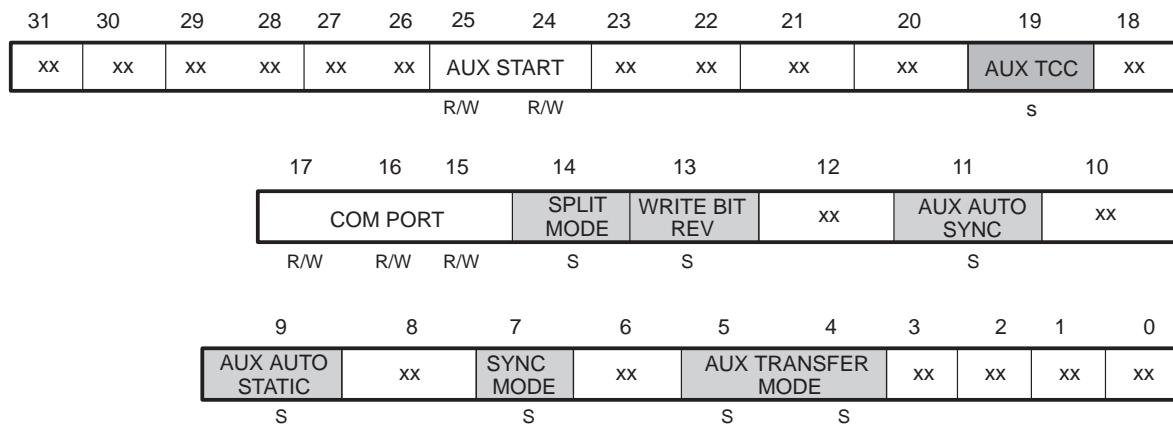 31 30 29 28 27 26 25 24 23 22 21 20 19 18
xx xx xx xx xx xx AUX START xx xx xx xx AUX TCC xx
R/W R/W S
17 16 15 14 13 12 11 10
COM PORT SPLIT MODE WRITE BIT REV xx AUX AUTO SYNC xx
R/W R/W R/W S S S
9 8 7 6 5 4 3 2 1 0
AUX AUTO STATIC xx SYNC MODE xx AUX TRANSFER MODE xx xx xx xx
S S S S